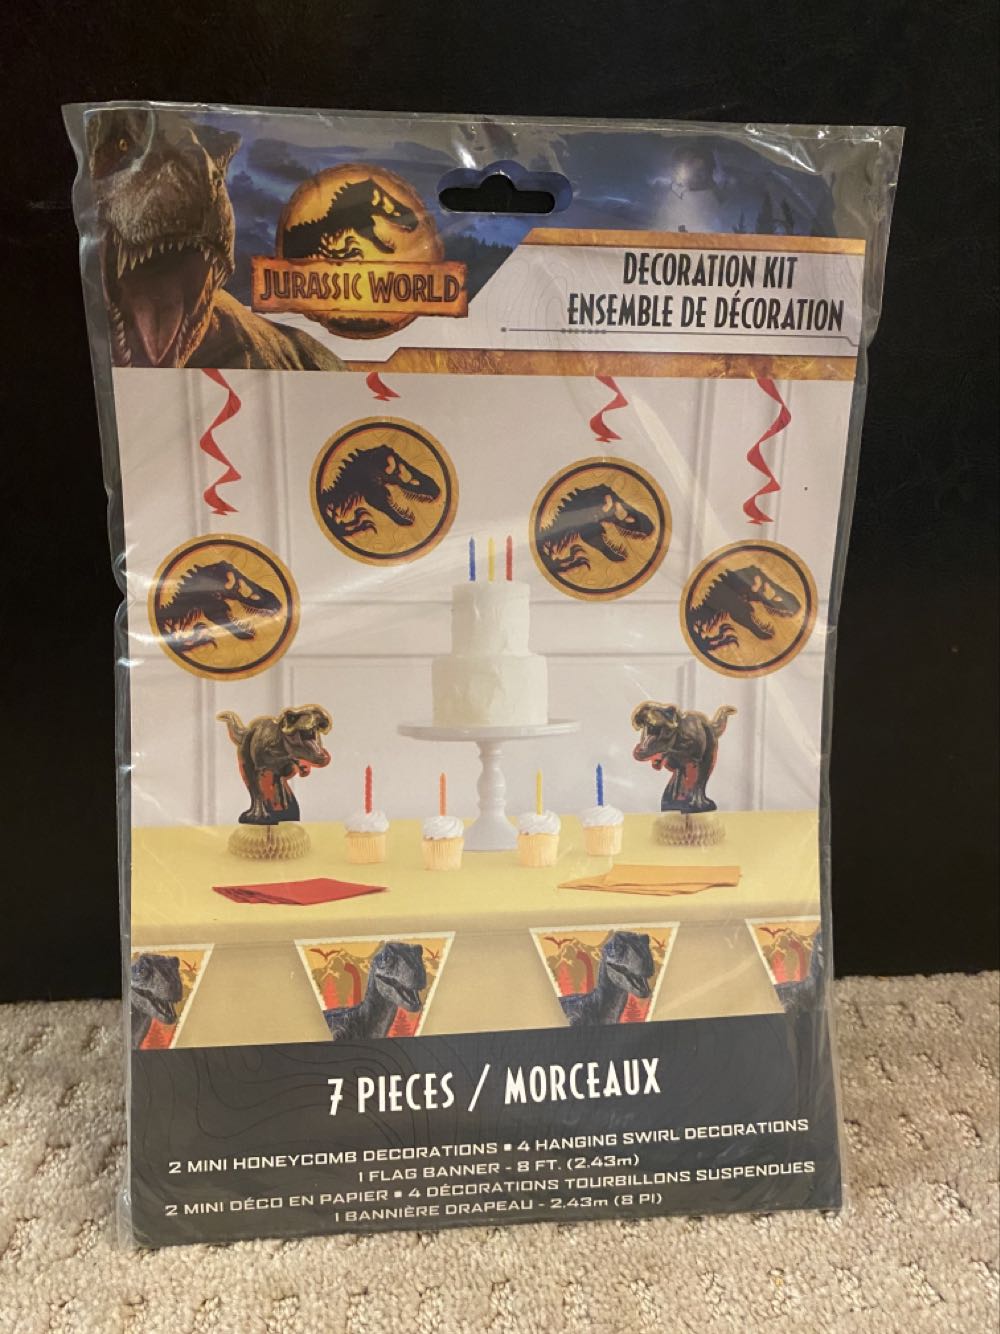 JURASSIC WORLD
DECORATION KIT
ENSEMBLE DE DÉCORATION
7 PIECES / MORCEAUX
2 MINI HONEYCOMB DECORATIONS ▪ 4 HANGING SWIRL DECORATIONS
1 FLAG BANNER - 8 FT. (2.43m)
2 MINI DÉCO EN PAPIER ▪ 4 DÉCORATIONS TOURBILLONS SUSPENDUES
1 BANNIÈRE DRAPEAU - 2.43m (8 PI)